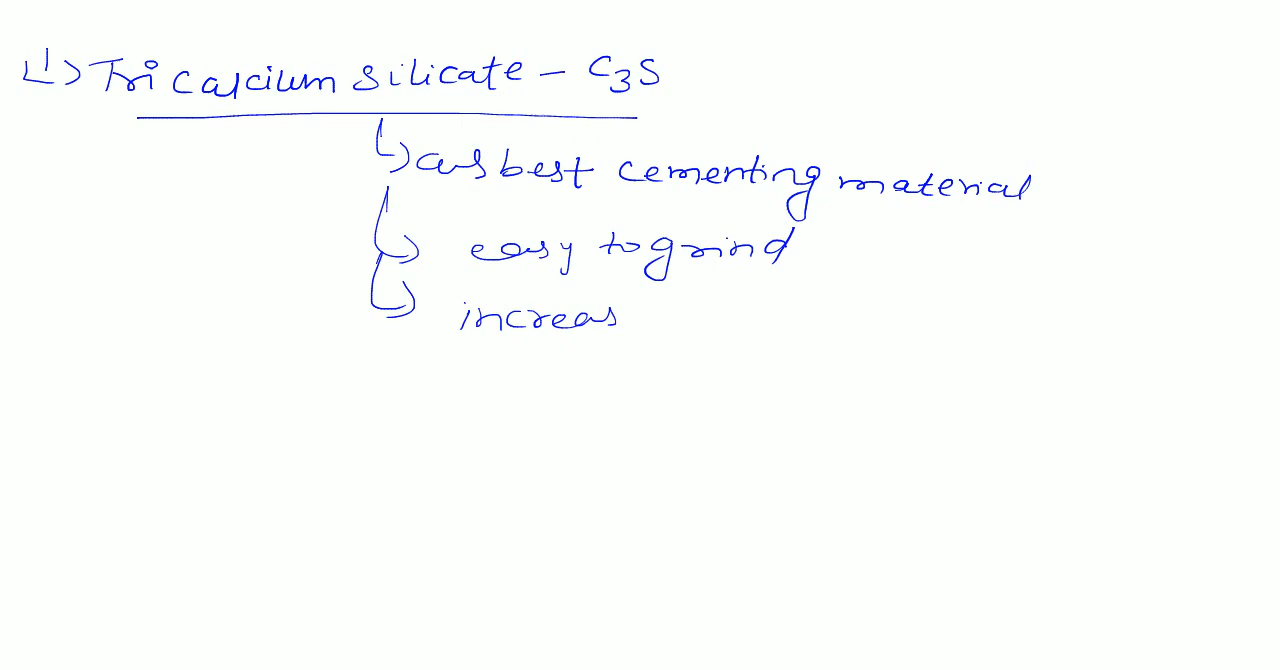 1) Tri calcium silicate - C3S
as best cementing material
easy to grind
increas